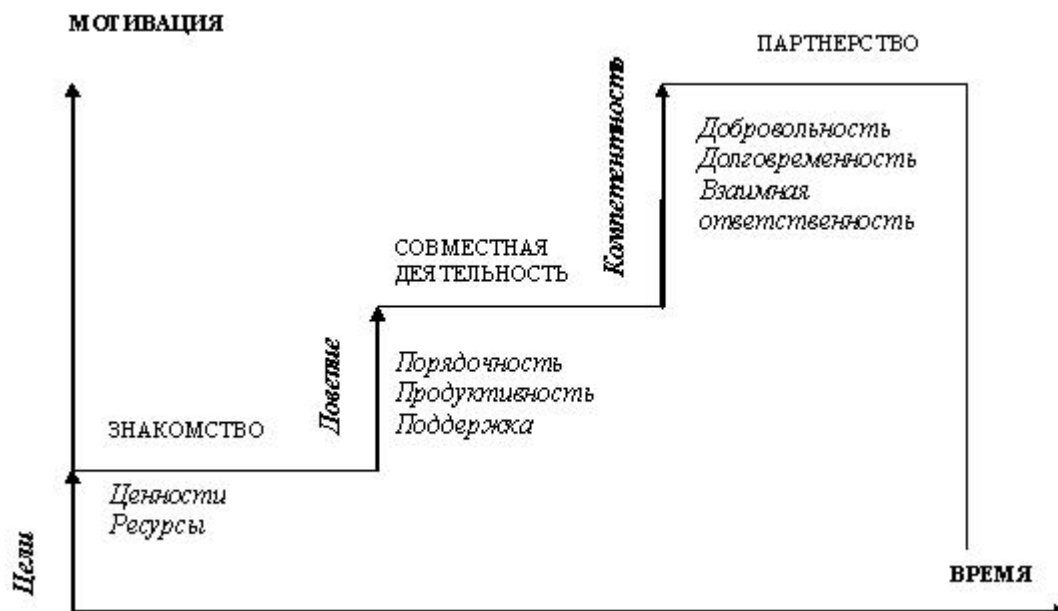 МОТИВАЦИЯ
ПАРТНЕРСТВО
Компетентность
Добровольность
Долговременность
Взаимная
ответственность
СОВМЕСТНАЯ
ДЕЯТЕЛЬНОСТЬ
Доверие
Порядочность
Продуктивность
Поддержка
ЗНАКОМСТВО
Ценности
Ресурсы
Цели
ВРЕМЯ